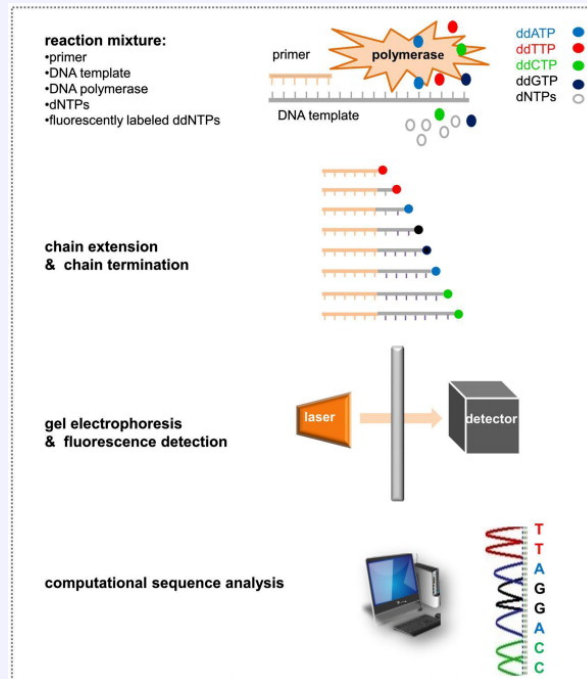 reaction mixture:
•primer
•DNA template
•DNA polymerase
•dNTPs
•fluorescently labeled ddNTPs
primer
polymerase
DNA template
ddATP
ddTTP
ddCTP
ddGTP
dNTPs
chain extension
& chain termination
gel electrophoresis
& fluorescence detection
laser
detector
computational sequence analysis
T
T
A
G
G
A
C
C